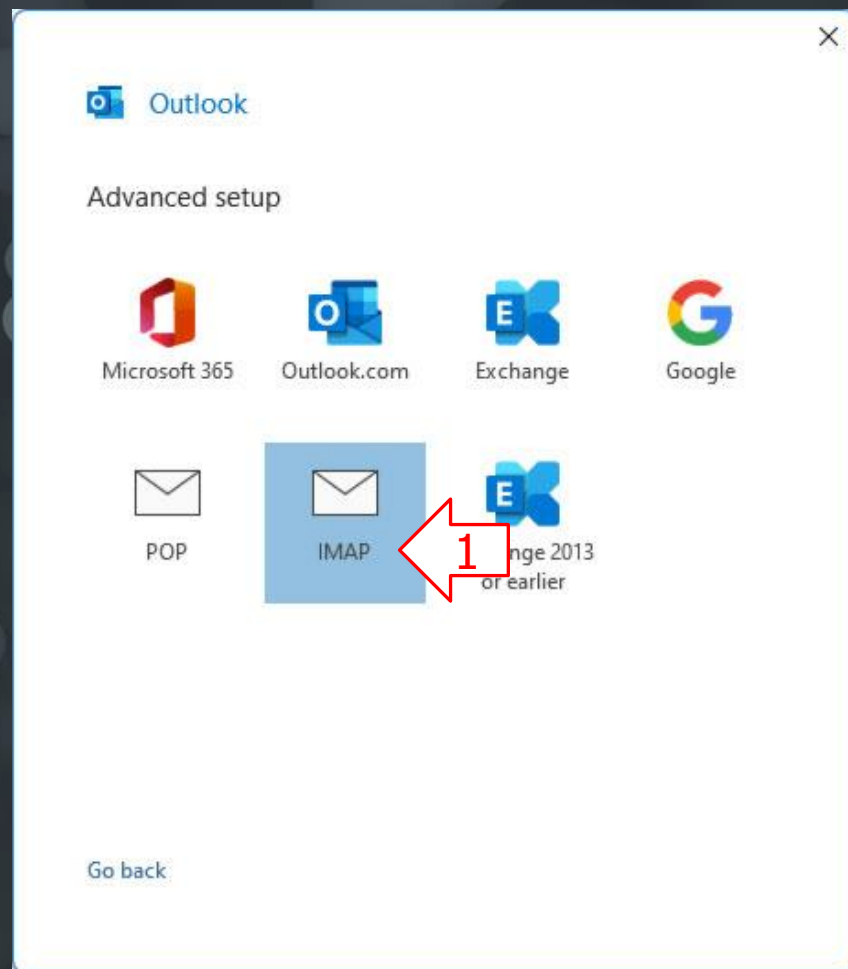 Outlook
Advanced setup
Microsoft 365
Outlook.com
Exchange
Google
POP
IMAP
1
nge 2013
or earlier
Go back